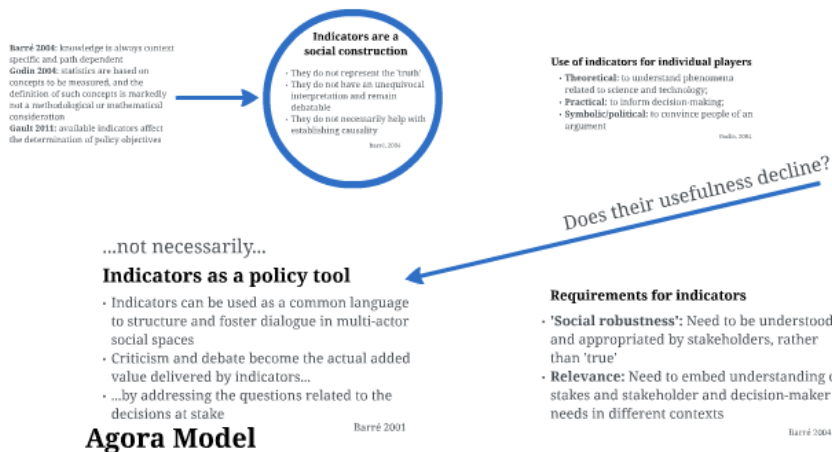 Barré 2004: knowledge is always context
specific and path dependent
Godin 2004: statistics are based on
concepts to be measured, and the
definition of such concepts is markedly
not a methodological or mathematical
consideration
Gault 2011: available indicators affect
the determination of policy objectives
Indicators are a
social construction
· They do not represent the 'truth'
· They do not have an unequivocal
interpretation and remain
debatable
· They do not necessarily help with
establishing causality
Barré, 2004
Use of indicators for individual players
· Theoretical: to understand phenomena
related to science and technology;
· Practical: to inform decision-making;
· Symbolic/political: to convince people of an
argument
Godin, 2004
Does their usefulness decline?
...not necessarily...
Indicators as a policy tool
· Indicators can be used as a common language
to structure and foster dialogue in multi-actor
social spaces
· Criticism and debate become the actual added
value delivered by indicators...
· ...by addressing the questions related to the
decisions at stake
Barré 2001
Agora Model
Requirements for indicators
· 'Social robustness': Need to be understood
and appropriated by stakeholders, rather
than 'true'
· Relevance: Need to embed understanding
stakes and stakeholder and decision-maker
needs in different contexts
Barré 2004